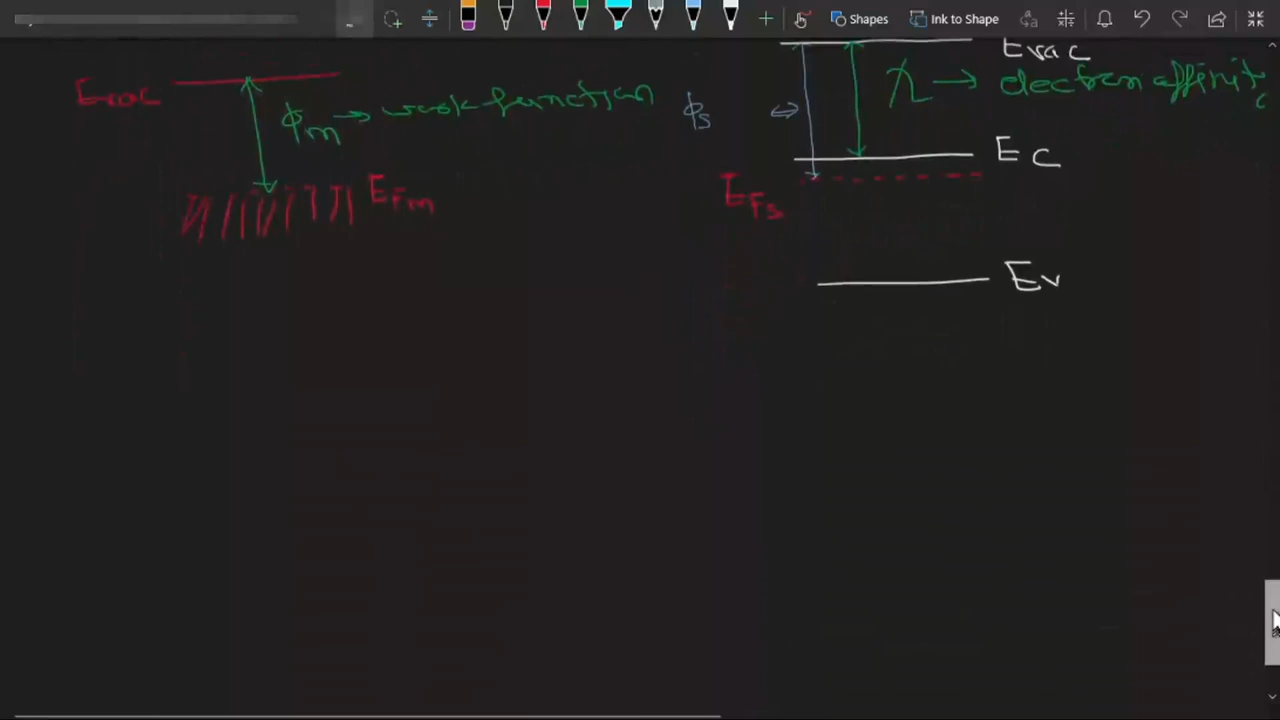 Shapes
Ink to Shape
Evac
Evac
ϕm → work function
ϕs
χ → electron affinity
EFm
EC
EFs
Ev